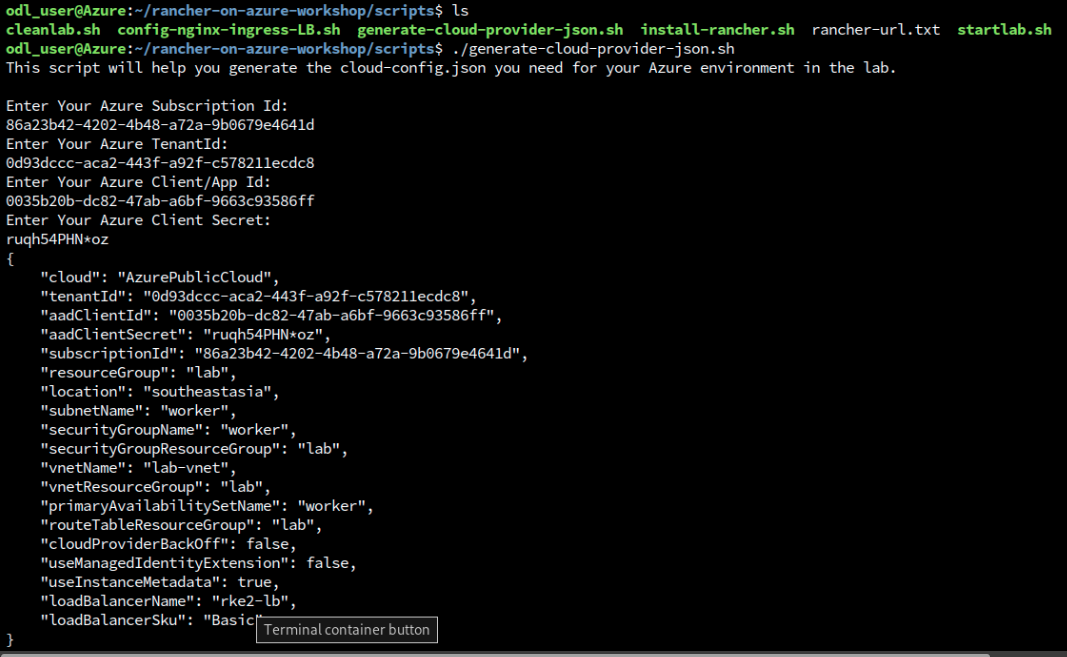 odl_user@Azure:~/rancher-on-azure-workshop/scripts$ ls
cleanlab.sh config-nginx-ingress-LB.sh generate-cloud-provider-json.sh install-rancher.sh rancher-url.txt startlab.sh
odl_user@Azure:~/rancher-on-azure-workshop/scripts$ ./generate-cloud-provider-json.sh
This script will help you generate the cloud-config.json you need for your Azure environment in the lab.
Enter Your Azure Subscription Id:
86a23b42-4202-4b48-a72a-9b0679e4641d
Enter Your Azure TenantId:
0d93dccc-aca2-443f-a92f-c578211ecdc8
Enter Your Azure Client/App Id:
0035b20b-dc82-47ab-a6bf-9663c93586ff
Enter Your Azure Client Secret:
ruqh54PHN*oz
{
    "cloud": "AzurePublicCloud",
    "tenantId": "0d93dccc-aca2-443f-a92f-c578211ecdc8",
    "aadClientId": "0035b20b-dc82-47ab-a6bf-9663c93586ff",
    "aadClientSecret": "ruqh54PHN*oz",
    "subscriptionId": "86a23b42-4202-4b48-a72a-9b0679e4641d",
    "resourceGroup": "lab",
    "location": "southeastasia",
    "subnetName": "worker",
    "securityGroupName": "worker",
    "securityGroupResourceGroup": "lab",
    "vnetName": "lab-vnet",
    "vnetResourceGroup": "lab",
    "primaryAvailabilitySetName": "worker",
    "routeTableResourceGroup": "lab",
    "cloudProviderBackOff": false,
    "useManagedIdentityExtension": false,
    "useInstanceMetadata": true,
    "loadBalancerName": "rke2-lb",
    "loadBalancerSku": "Basic"
Terminal container button
}